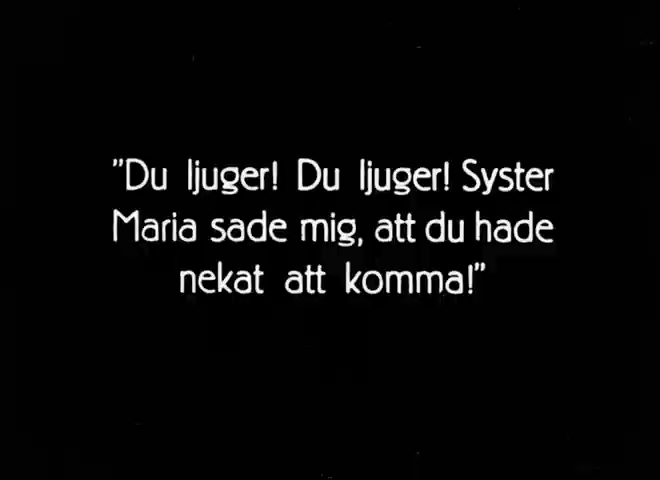 "Du ljuger! Du ljuger! Syster
Maria sade mig, att du hade
nekat att komma!"